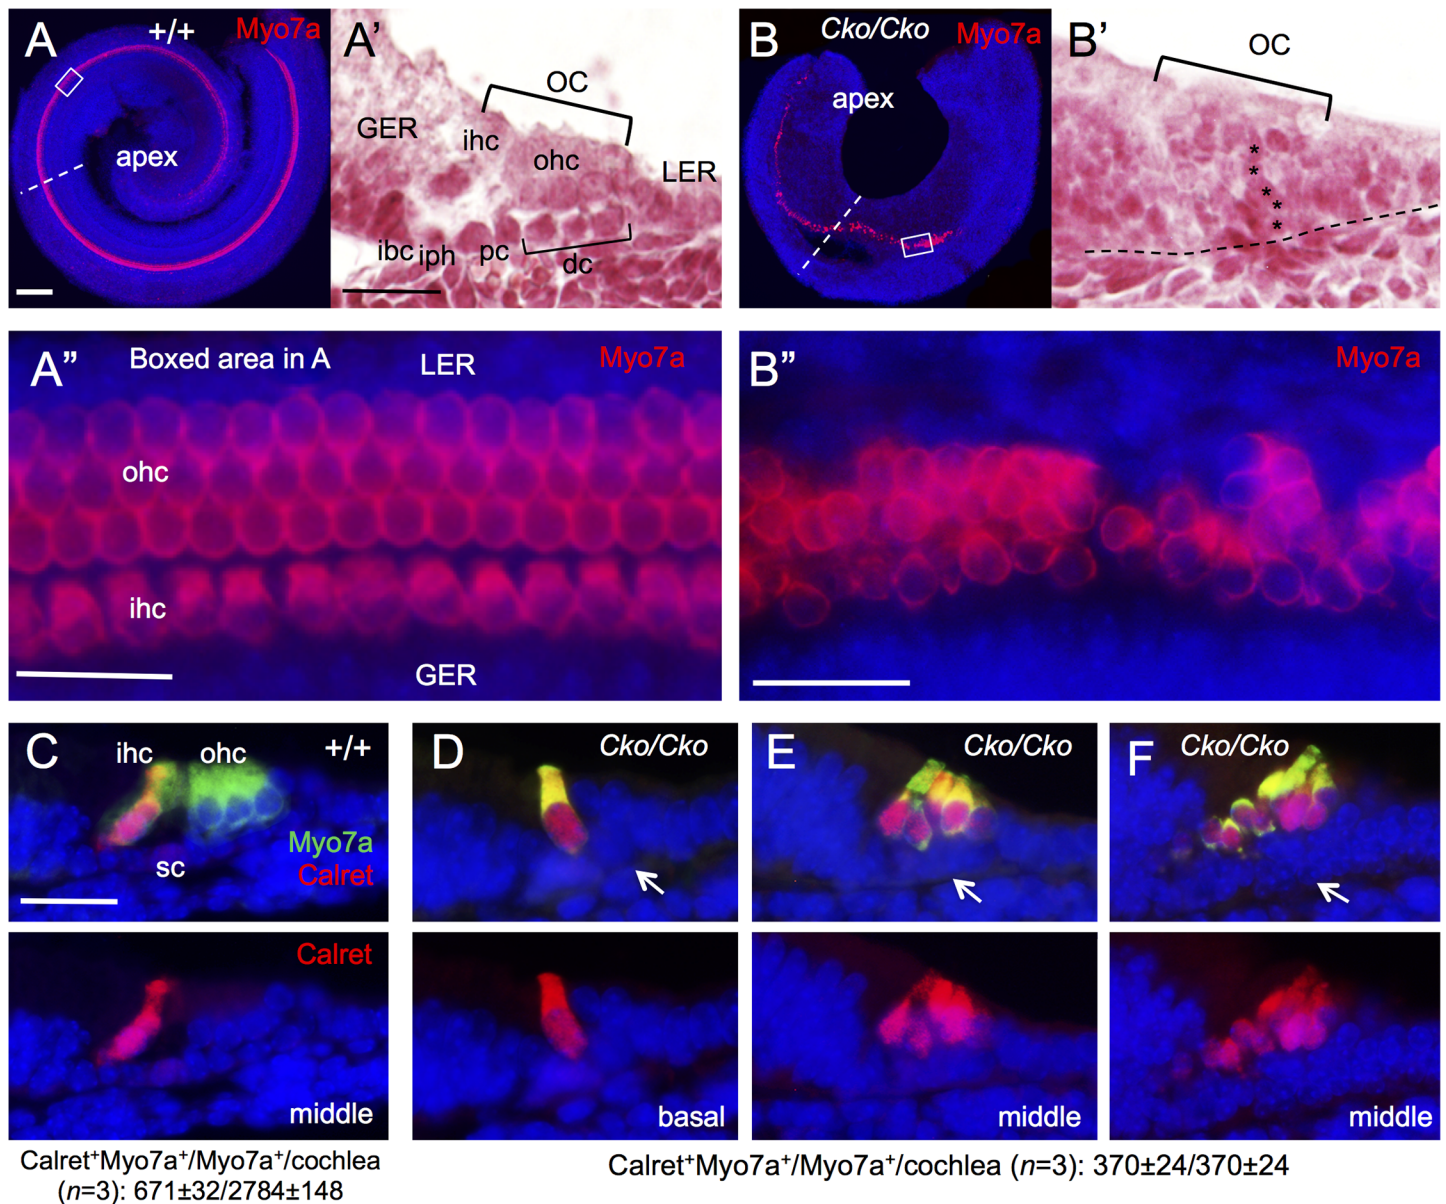 A
+/+
Myo7a
apex
A’
OC
GER
ihc
ohc
LER
ibc
iph
pc
dc
B
Cko/Cko
Myo7a
apex
B’
OC
*
*
*
*
*
A”
Boxed area in A
LER
Myo7a
ohc
ihc
GER
B”
Myo7a
C
ihc
ohc
+/+
Myo7a
sc
Calret
D
Cko/Cko
E
Cko/Cko
F
Cko/Cko
Calret
middle
basal
middle
middle
Calret⁺Myo7a⁺/Myo7a⁺/cochlea
(n=3): 671±32/2784±148
Calret⁺Myo7a⁺/Myo7a⁺/cochlea (n=3): 370±24/370±24